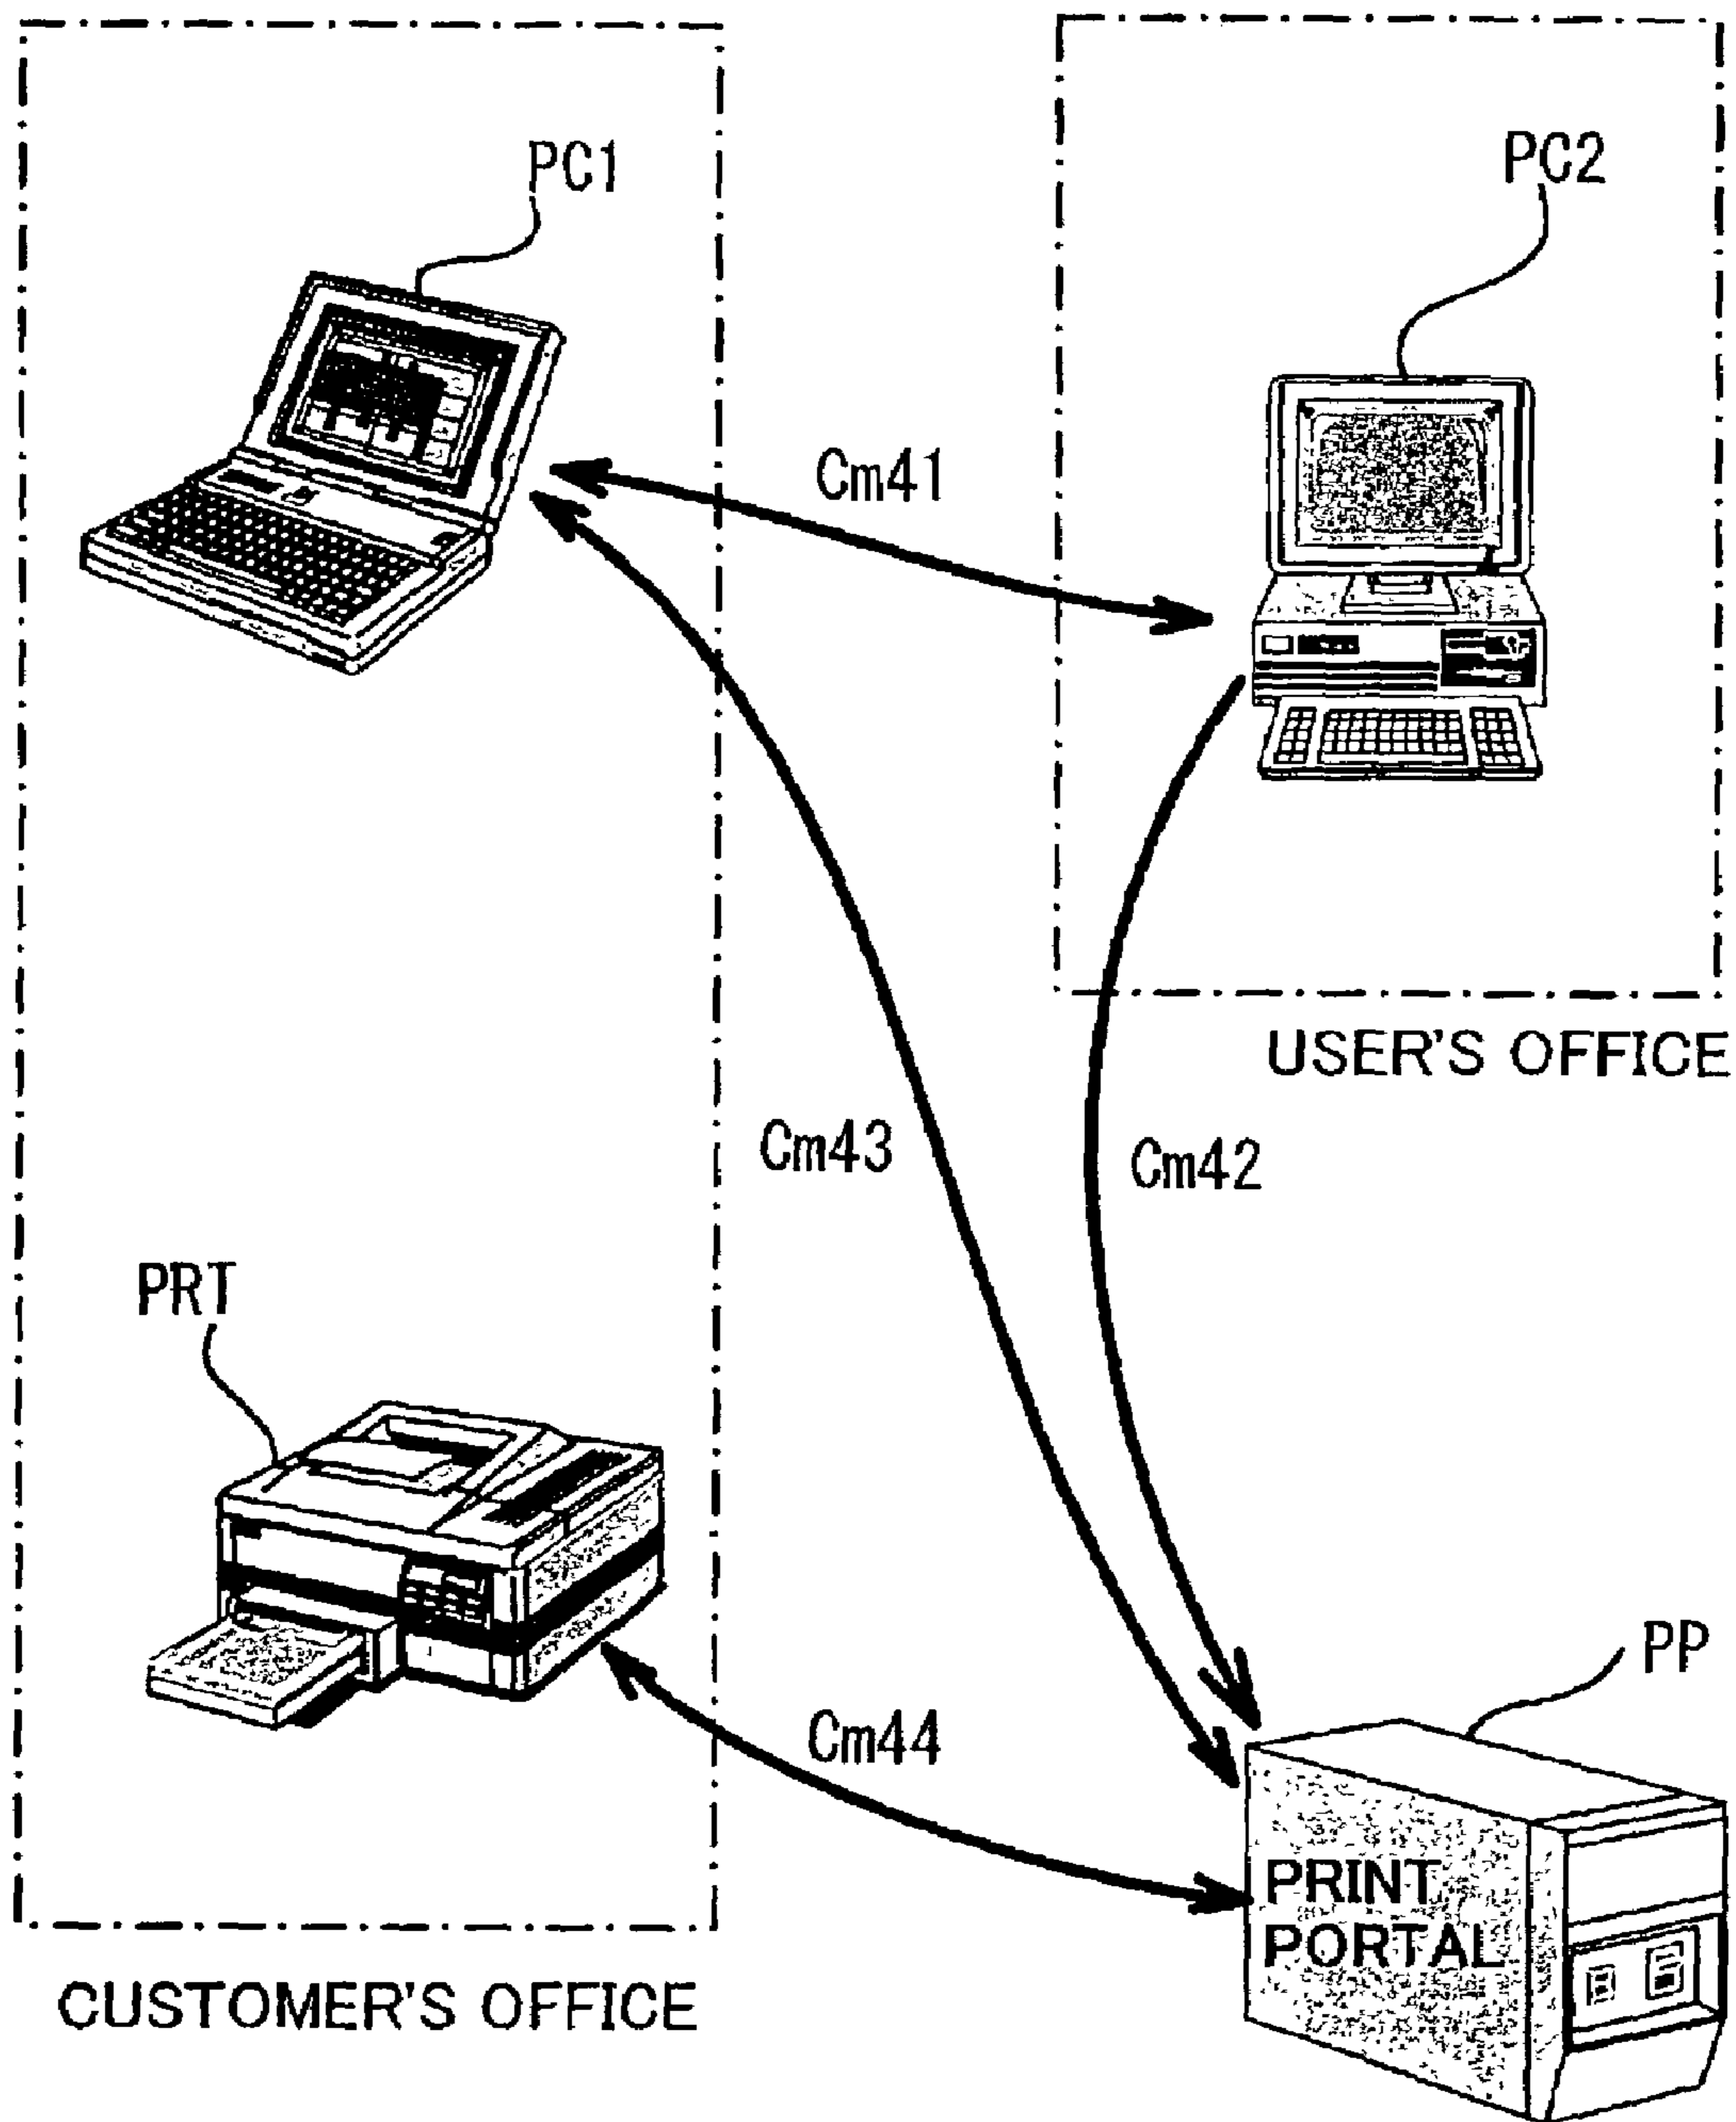 PC1
PC2
Cm41
USER'S OFFICE
Cm43
Cm42
PRT
PP
Cm44
PRINT
PORTAL
CUSTOMER'S OFFICE